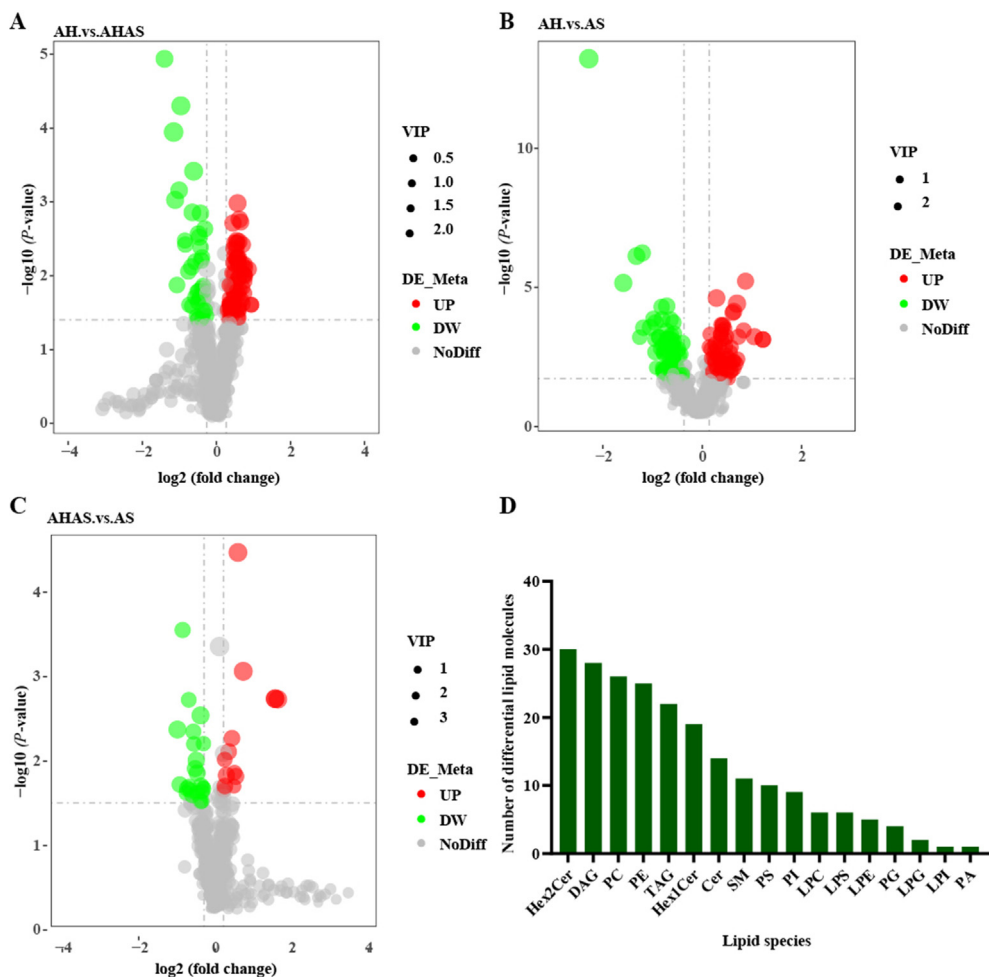 A
AH.vs.AHAS
5
4
3
2
1
0
−4
−2
0
2
4
−log10 (P-value)
log2 (fold change)
VIP
0.5
1.0
1.5
2.0
DE_Meta
UP
DW
NoDiff
B
AH.vs.AS
10
5
0
−2
0
2
−log10 (P-value)
log2 (fold change)
VIP
1
2
DE_Meta
UP
DW
NoDiff
C
AHAS.vs.AS
4
3
2
1
0
−4
−2
0
2
4
−log10 (P-value)
log2 (fold change)
VIP
1
2
3
DE_Meta
UP
DW
NoDiff
D
Number of differential lipid molecules
40
30
20
10
0
Hex2Cer
DAG
PC
PE
TAG
Hex1Cer
Cer
SM
PS
PI
LPC
LPS
LPE
PG
LPG
LPI
PA
Lipid species